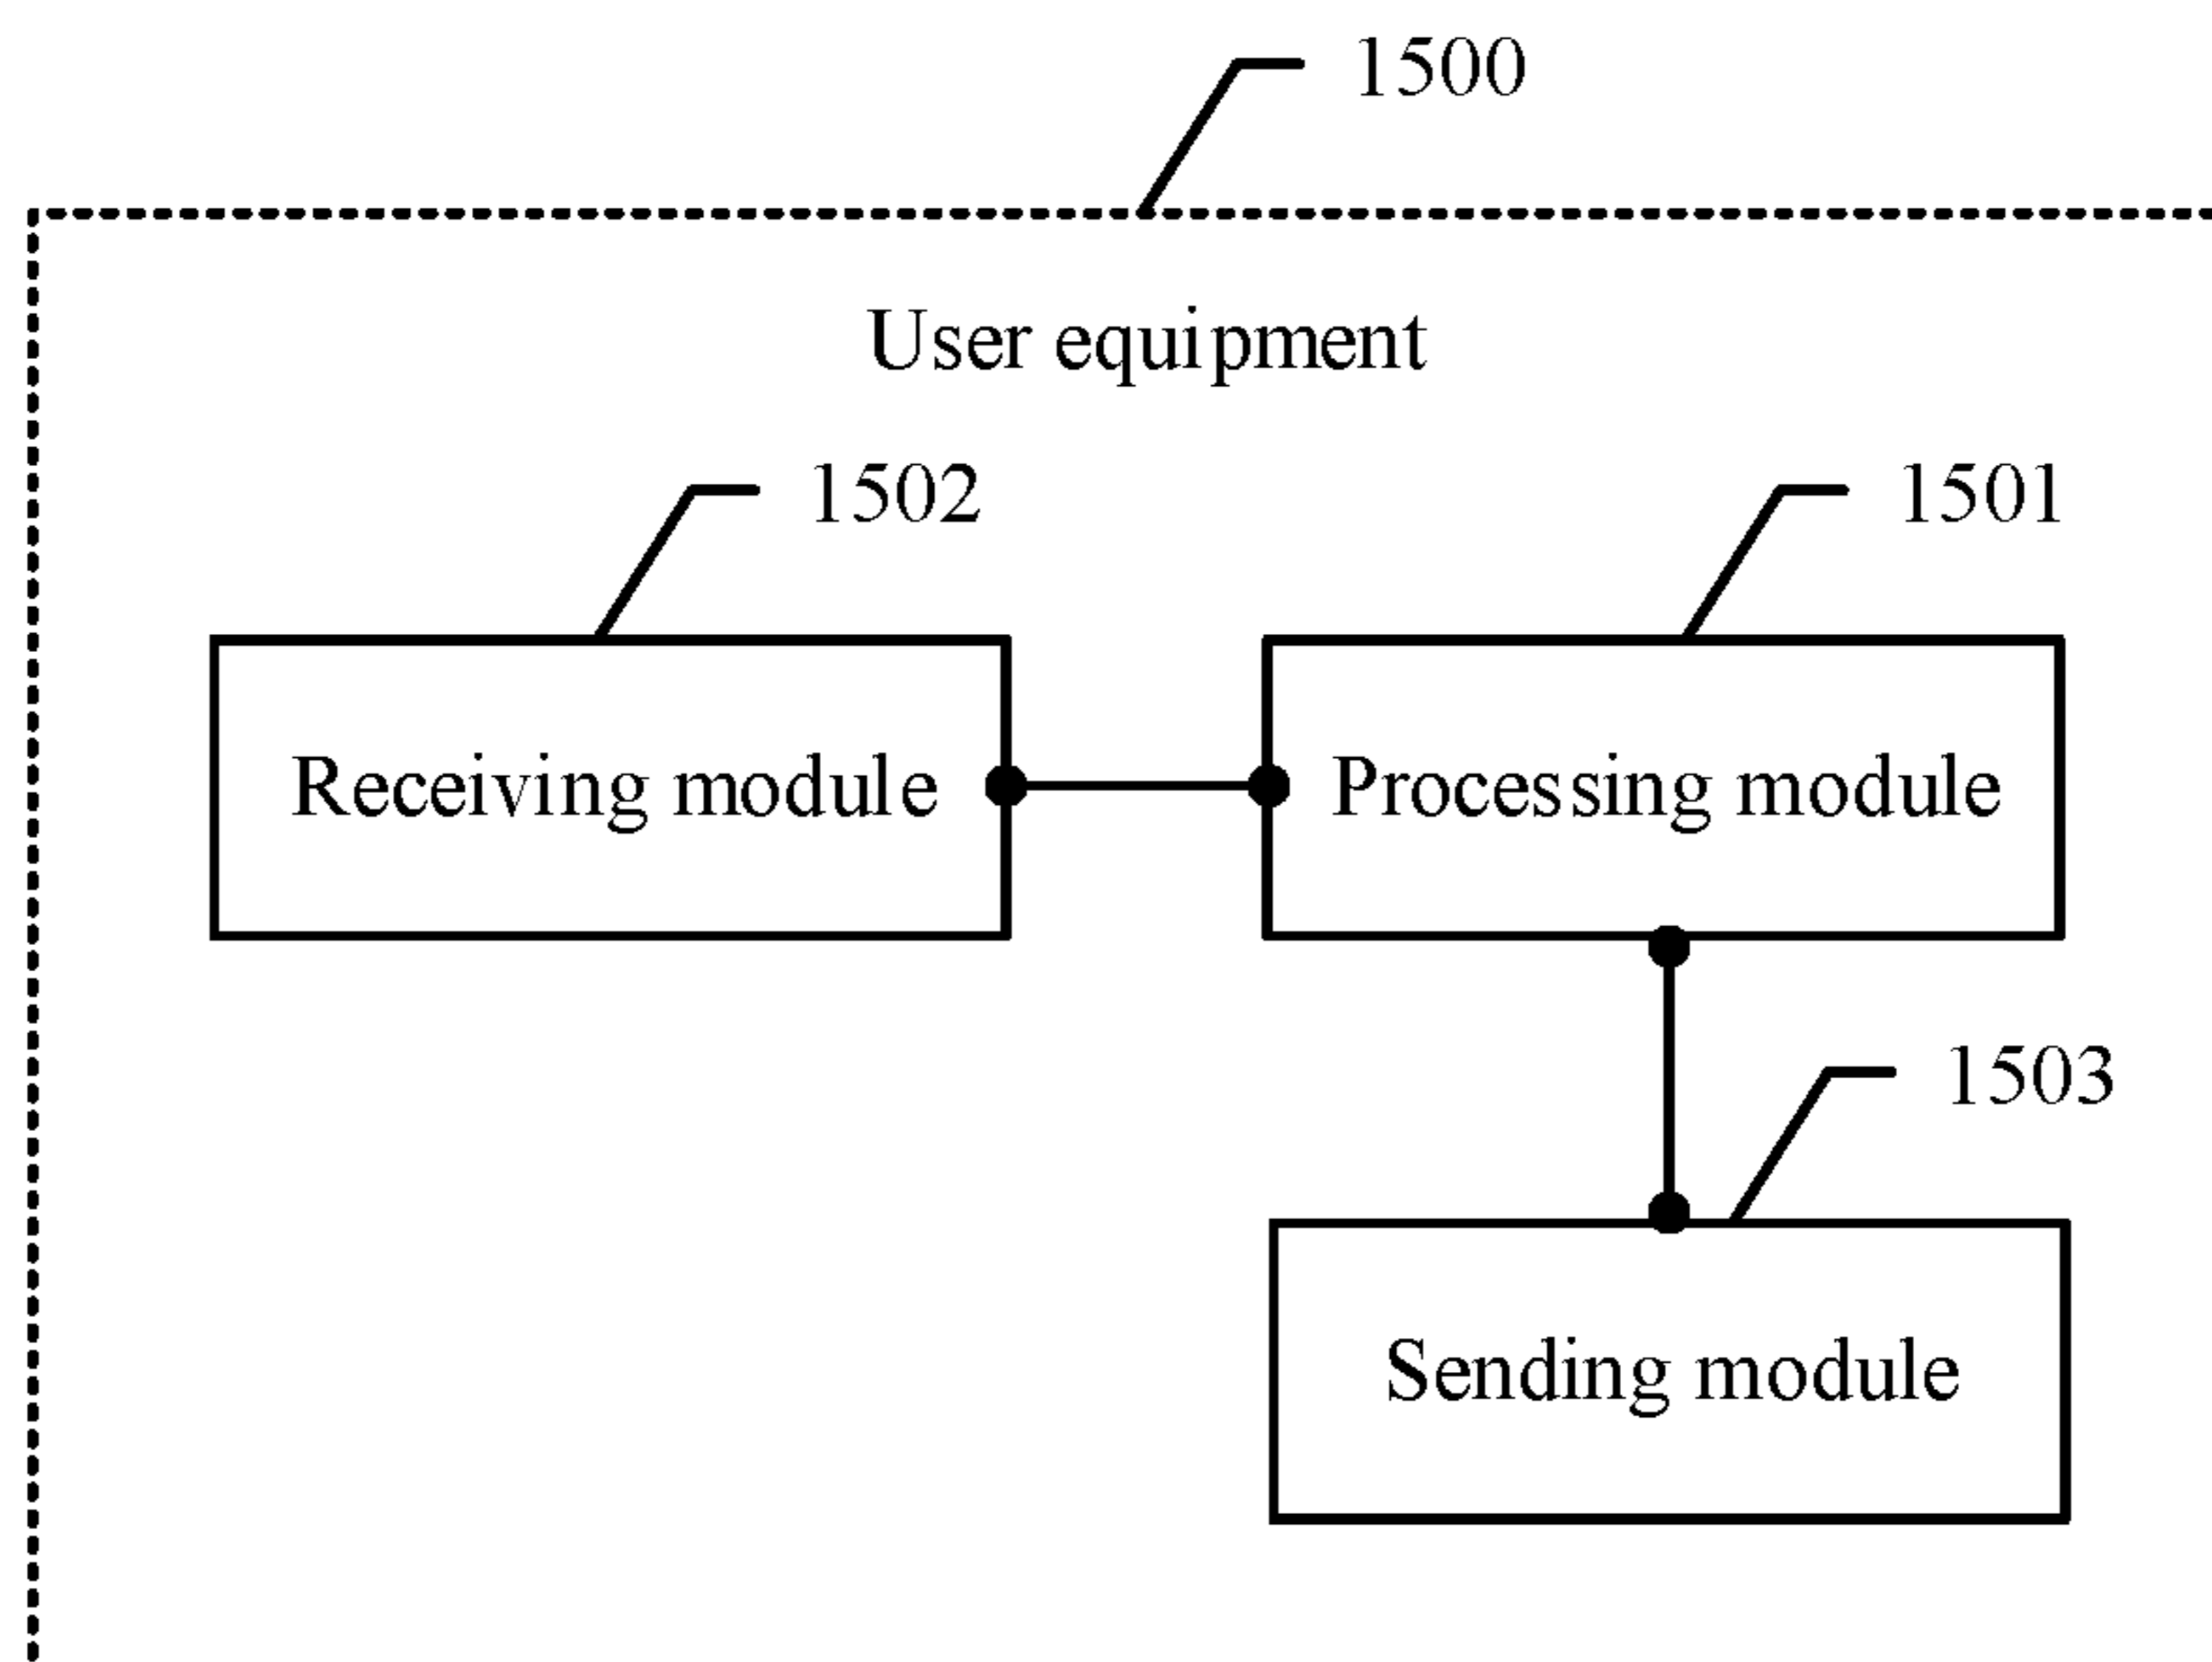 1500
User equipment
1502
1501
Receiving module
Processing module
1503
Sending module